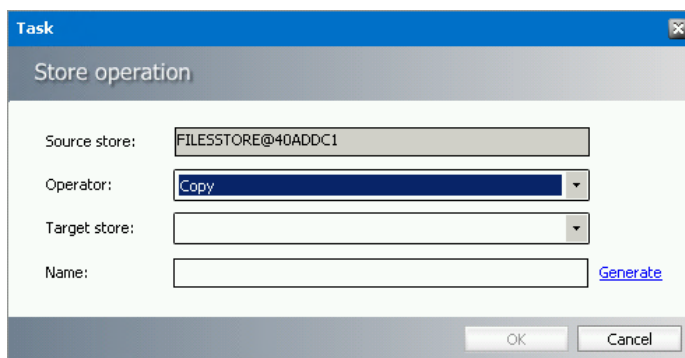 Task
Store operation
Source store: FILESSTORE@40ADDC1
Operator: Copy
Target store:
Name: Generate
OK Cancel